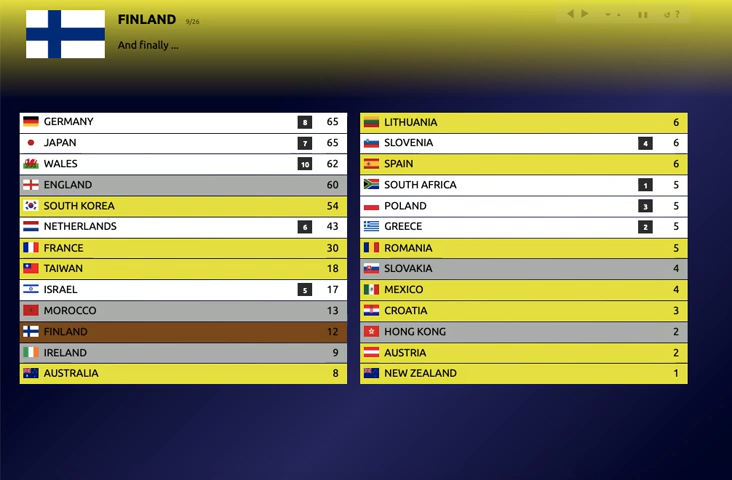 FINLAND 9/26
And finally ...
GERMANY 8 65
JAPAN 7 65
WALES 10 62
ENGLAND 60
SOUTH KOREA 54
NETHERLANDS 6 43
FRANCE 30
TAIWAN 18
ISRAEL 5 17
MOROCCO 13
FINLAND 12
IRELAND 9
AUSTRALIA 8
LITHUANIA 6
SLOVENIA 4 6
SPAIN 6
SOUTH AFRICA 1 5
POLAND 3 5
GREECE 2 5
ROMANIA 5
SLOVAKIA 4
MEXICO 4
CROATIA 3
HONG KONG 2
AUSTRIA 2
NEW ZEALAND 1